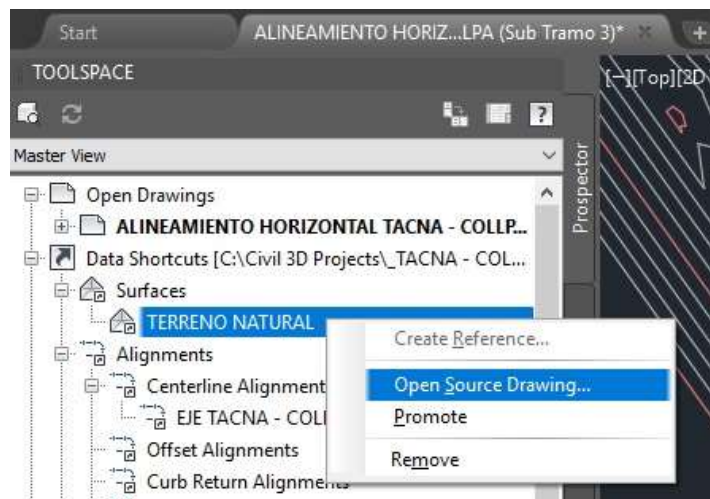 Start
ALINEAMIENTO HORIZ...LPA (Sub Tramo 3)*
TOOLSPACE
[−][Top][2D
?
Master View
Prospector
Open Drawings
ALINEAMIENTO HORIZONTAL TACNA - COLLP...
Data Shortcuts [C:\Civil 3D Projects\_TACNA - COL...
Surfaces
TERRENO NATURAL
Create Reference...
Alignments
Open Source Drawing...
Centerline Alignment
Promote
EJE TACNA - COLL
Offset Alignments
Remove
Curb Return Alignments